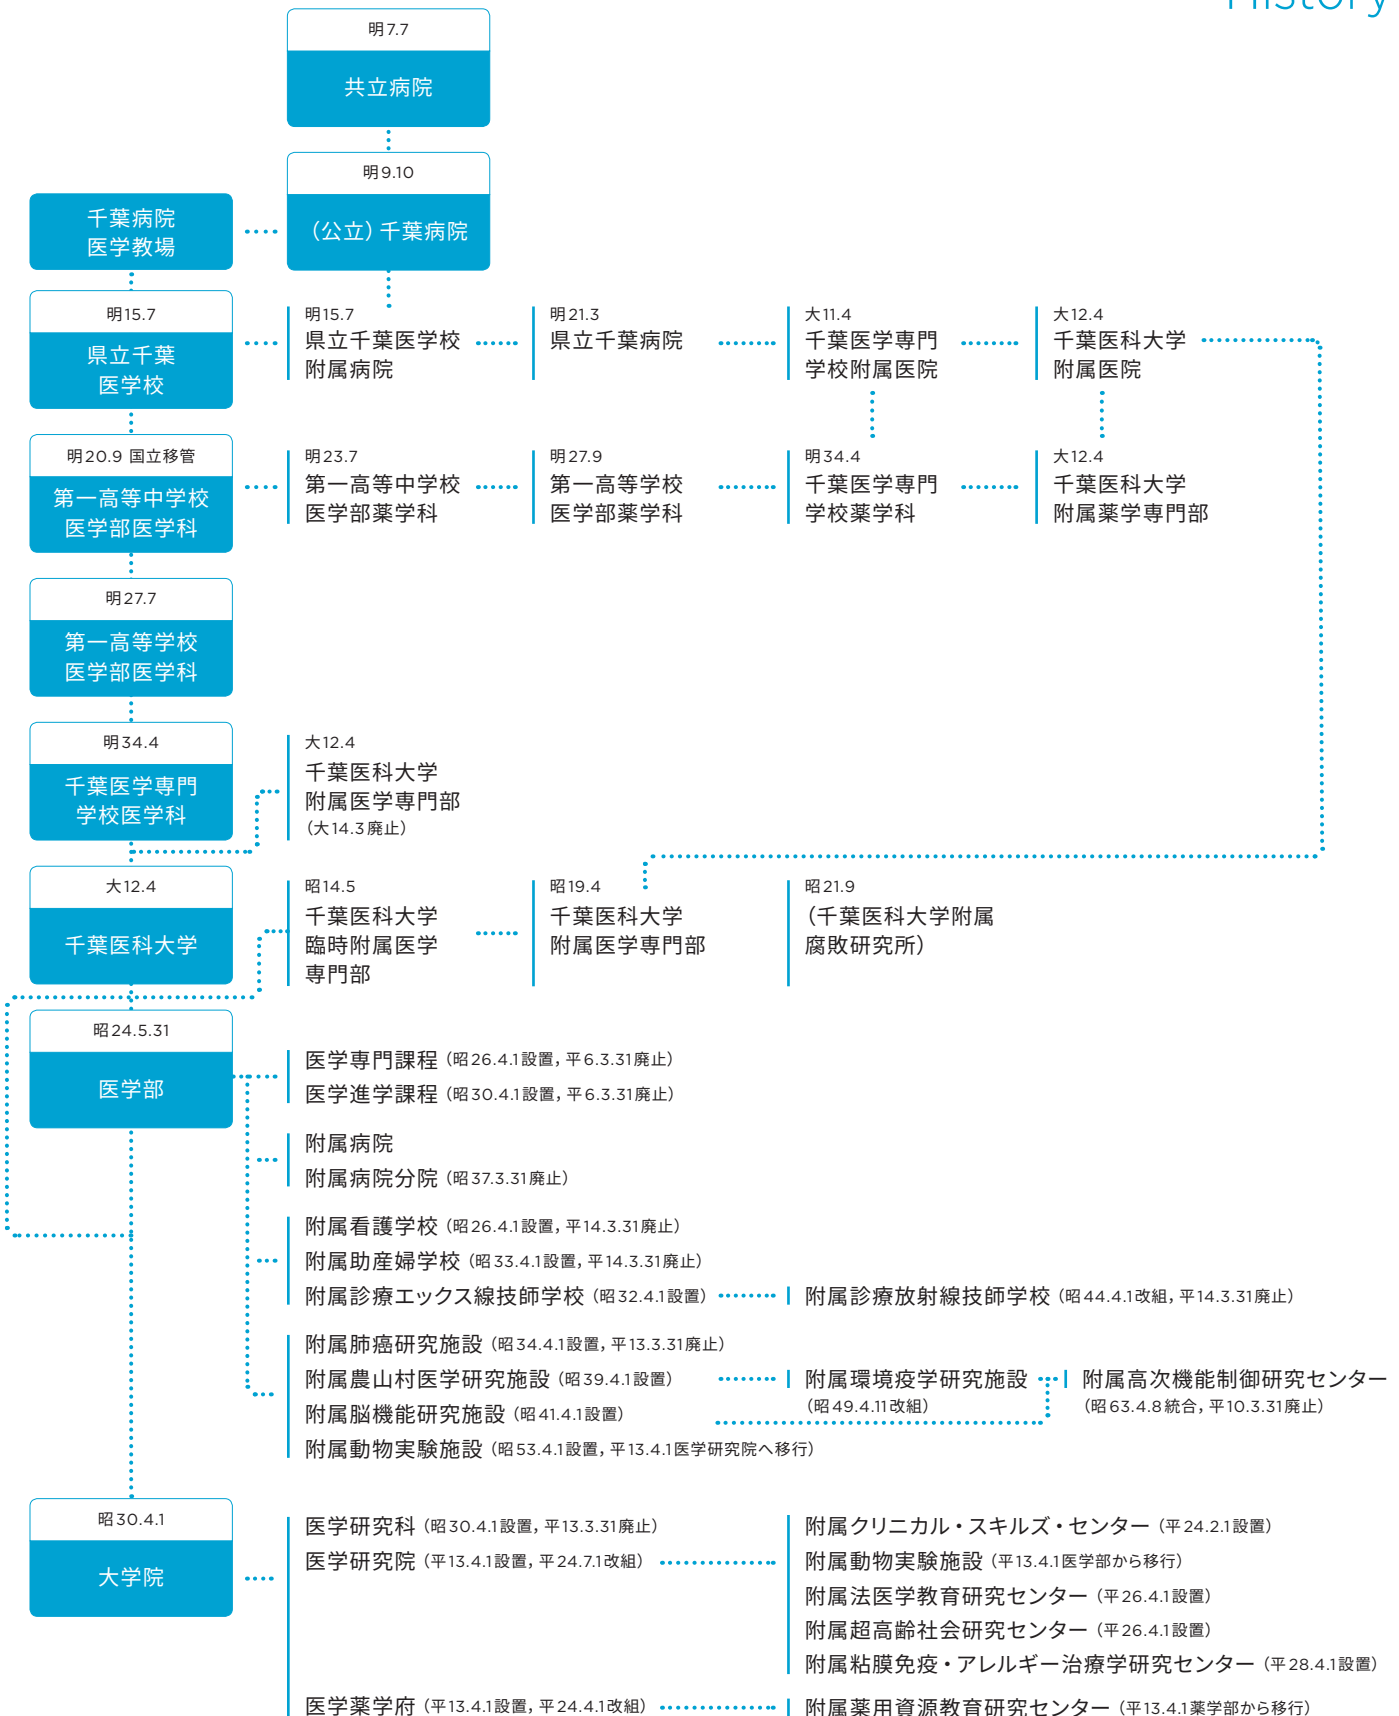 History
明7.7
共立病院
明9.10
（公立）千葉病院
千葉病院
医学教場
明15.7
県立千葉
医学校
明15.7
県立千葉医学校
附属病院
明21.3
県立千葉病院
大11.4
千葉医学専門
学校附属医院
大12.4
千葉医科大学
附属医院
明20.9 国立移管
第一高等中学校
医学部医学科
明23.7
第一高等中学校
医学部薬学科
明27.9
第一高等学校
医学部薬学科
明34.4
千葉医学専門
学校薬学科
大12.4
千葉医科大学
附属薬学専門部
明27.7
第一高等学校
医学部医学科
明34.4
千葉医学専門
学校医学科
大12.4
千葉医科大学
附属医学専門部
（大14.3廃止）
大12.4
千葉医科大学
昭14.5
千葉医科大学
臨時附属医学
専門部
昭19.4
千葉医科大学
附属医学専門部
昭21.9
（千葉医科大学附属
腐敗研究所）
昭24.5.31
医学部
医学専門課程（昭26.4.1設置，平6.3.31廃止）
医学進学課程（昭30.4.1設置，平6.3.31廃止）
附属病院
附属病院分院（昭37.3.31廃止）
附属看護学校（昭26.4.1設置，平14.3.31廃止）
附属助産婦学校（昭33.4.1設置，平14.3.31廃止）
附属診療エックス線技師学校（昭32.4.1設置）
附属診療放射線技師学校（昭44.4.1改組，平14.3.31廃止）
附属肺癌研究施設（昭34.4.1設置，平13.3.31廃止）
附属農山村医学研究施設（昭39.4.1設置）
附属環境疫学研究施設
（昭49.4.11改組）
附属高次機能制御研究センター
（昭63.4.8統合，平10.3.31廃止）
附属脳機能研究施設（昭41.4.1設置）
附属動物実験施設（昭53.4.1設置，平13.4.1医学研究院へ移行）
昭30.4.1
大学院
医学研究科（昭30.4.1設置，平13.3.31廃止）
医学研究院（平13.4.1設置，平24.7.1改組）
附属クリニカル・スキルズ・センター（平24.2.1設置）
附属動物実験施設（平13.4.1医学部から移行）
附属法医学教育研究センター（平26.4.1設置）
附属超高齢社会研究センター（平26.4.1設置）
附属粘膜免疫・アレルギー治療学研究センター（平28.4.1設置）
医学薬学府（平13.4.1設置，平24.4.1改組）
附属薬用資源教育研究センター（平13.4.1薬学部から移行）